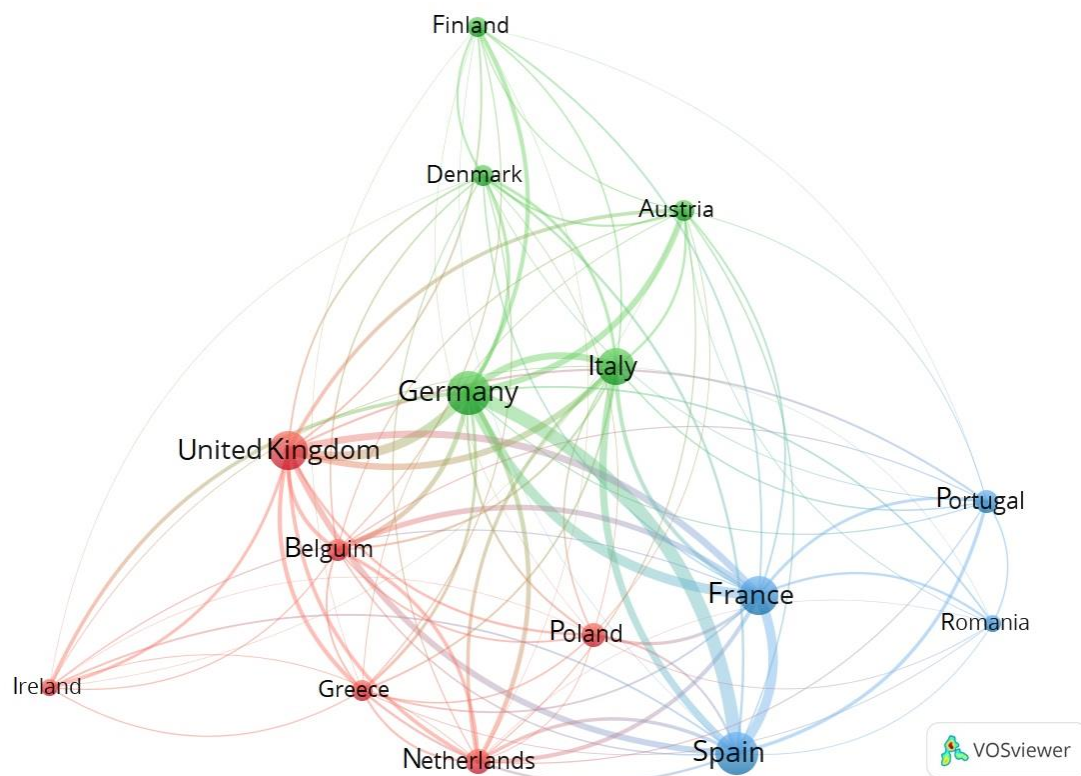 Finland
Denmark
Austria
Italy
Germany
United Kingdom
Portugal
Belguim
France
Romania
Poland
Ireland
Greece
Spain
Netherlands
VOSviewer